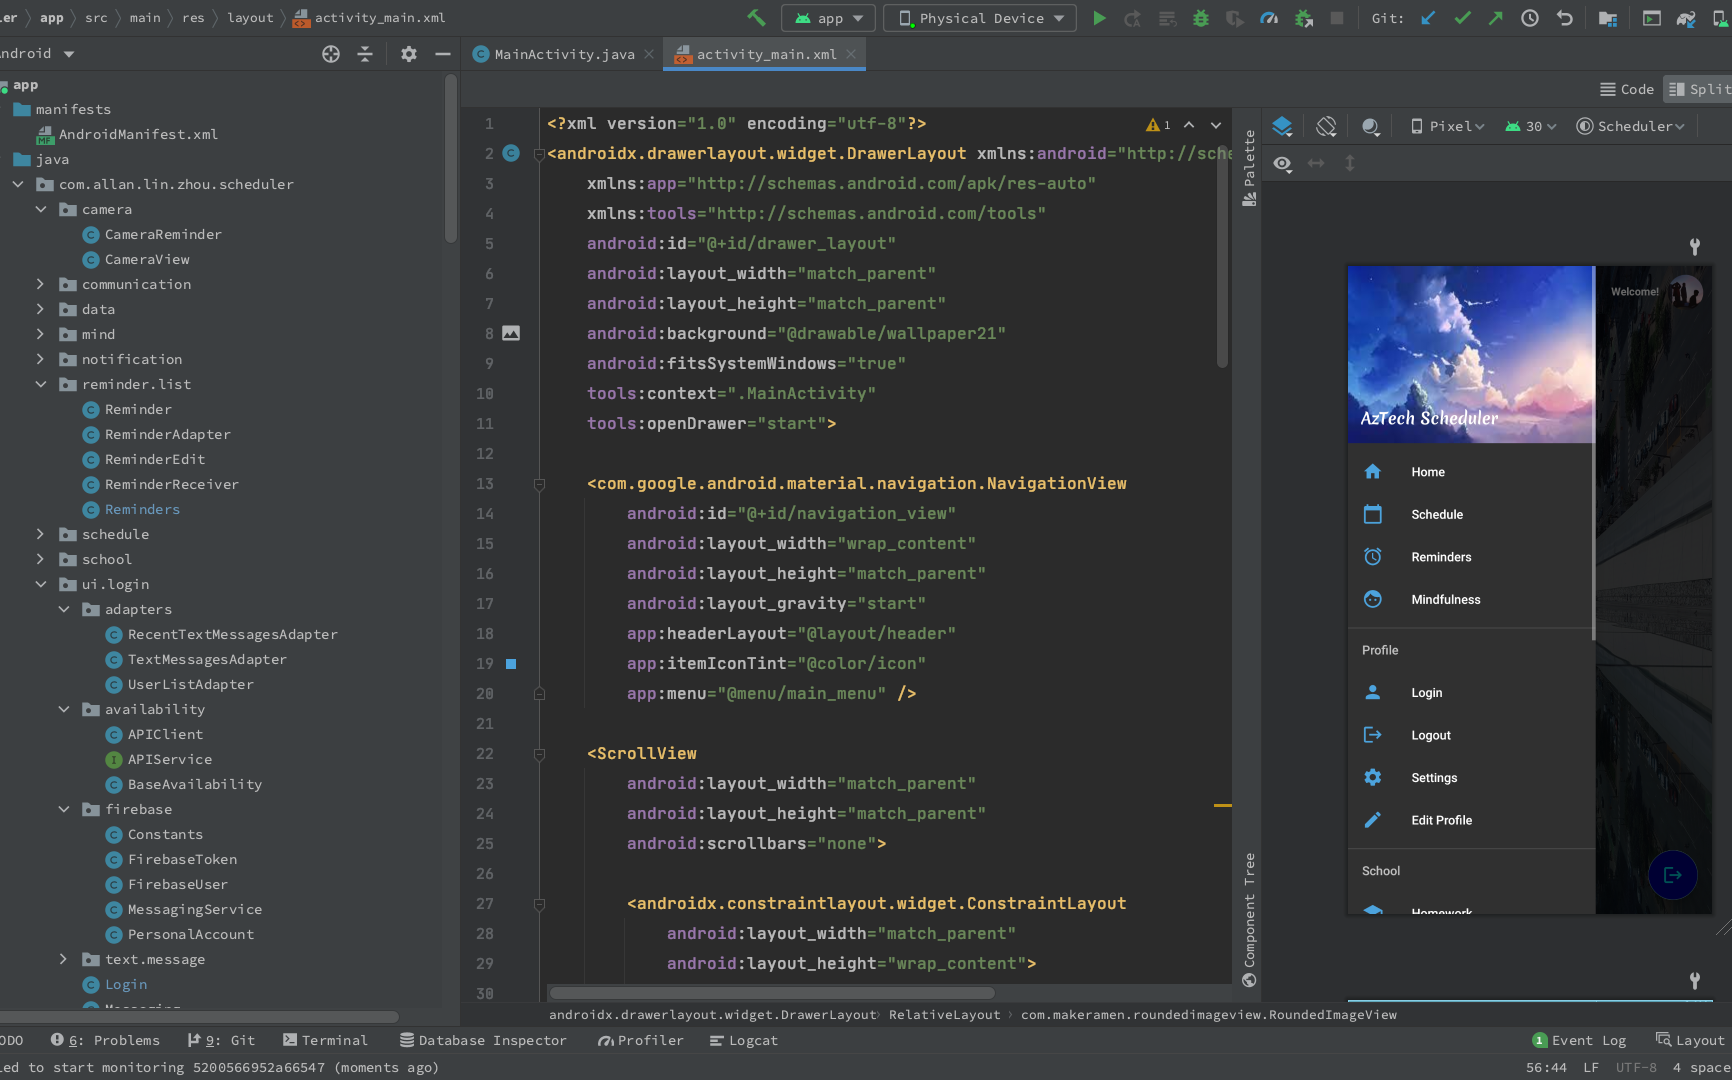 app src main res layout activity_main.xml
app Physical Device Git:
MainActivity.java activity_main.xml
Code Split
app
manifests
AndroidManifest.xml
java
com.allan.lin.zhou.scheduler
camera
CameraReminder
CameraView
communication
data
mind
notification
reminder.list
Reminder
ReminderAdapter
ReminderEdit
ReminderReceiver
Reminders
schedule
school
ui.login
adapters
RecentTextMessagesAdapter
TextMessagesAdapter
UserListAdapter
availability
APIClient
APIService
BaseAvailability
firebase
Constants
FirebaseToken
FirebaseUser
MessagingService
PersonalAccount
text.message
Login
1 <?xml version="1.0" encoding="utf-8"?> 1
2 <androidx.drawerlayout.widget.DrawerLayout xmlns:android="http://sche
3 xmlns:app="http://schemas.android.com/apk/res-auto"
4 xmlns:tools="http://schemas.android.com/tools"
5 android:id="@+id/drawer_layout"
6 android:layout_width="match_parent"
7 android:layout_height="match_parent"
8 android:background="@drawable/wallpaper21"
9 android:fitsSystemWindows="true"
10 tools:context=".MainActivity"
11 tools:openDrawer="start">
12
13 <com.google.android.material.navigation.NavigationView
14 android:id="@+id/navigation_view"
15 android:layout_width="wrap_content"
16 android:layout_height="match_parent"
17 android:layout_gravity="start"
18 app:headerLayout="@layout/header"
19 app:itemIconTint="@color/icon"
20 app:menu="@menu/main_menu" />
21
22 <ScrollView
23 android:layout_width="match_parent"
24 android:layout_height="match_parent"
25 android:scrollbars="none">
26
27 <androidx.constraintlayout.widget.ConstraintLayout
28 android:layout_width="match_parent"
29 android:layout_height="wrap_content">
30
androidx.drawerlayout.widget.DrawerLayout RelativeLayout com.makeramen.roundedimageview.RoundedImageView
Palette
Component Tree
Pixel 30 Scheduler
Welcome!
AzTech Scheduler
Home
Schedule
Reminders
Mindfulness
Profile
Login
Logout
Settings
Edit Profile
School
Homework
6: Problems 9: Git Terminal Database Inspector Profiler Logcat 1 Event Log Layout
to start monitoring 5200566952a66547 (moments ago) 56:44 LF UTF-8 4 space